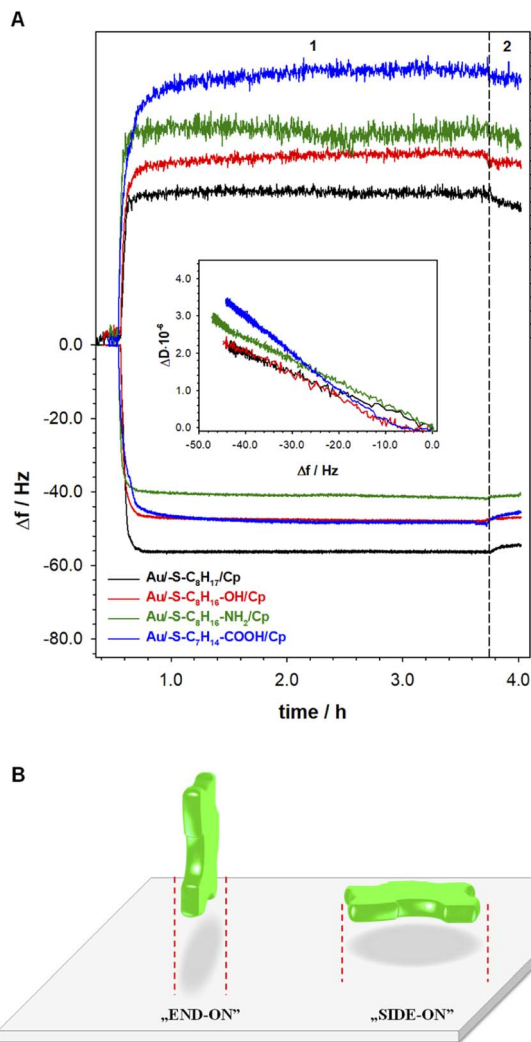 A
1 2
4.0
3.0
2.0
1.0
0.0
ΔD·10⁻⁶
-50.0 -40.0 -30.0 -20.0 -10.0 0.0
Δf / Hz
0.0
-20.0
-40.0
-60.0
-80.0
Δf / Hz
Au/-S-C₈H₁₇/Cp
Au/-S-C₈H₁₆-OH/Cp
Au/-S-C₈H₁₆-NH₂/Cp
Au/-S-C₇H₁₄-COOH/Cp
1.0 2.0 3.0 4.0
time / h
B
„END-ON” „SIDE-ON”